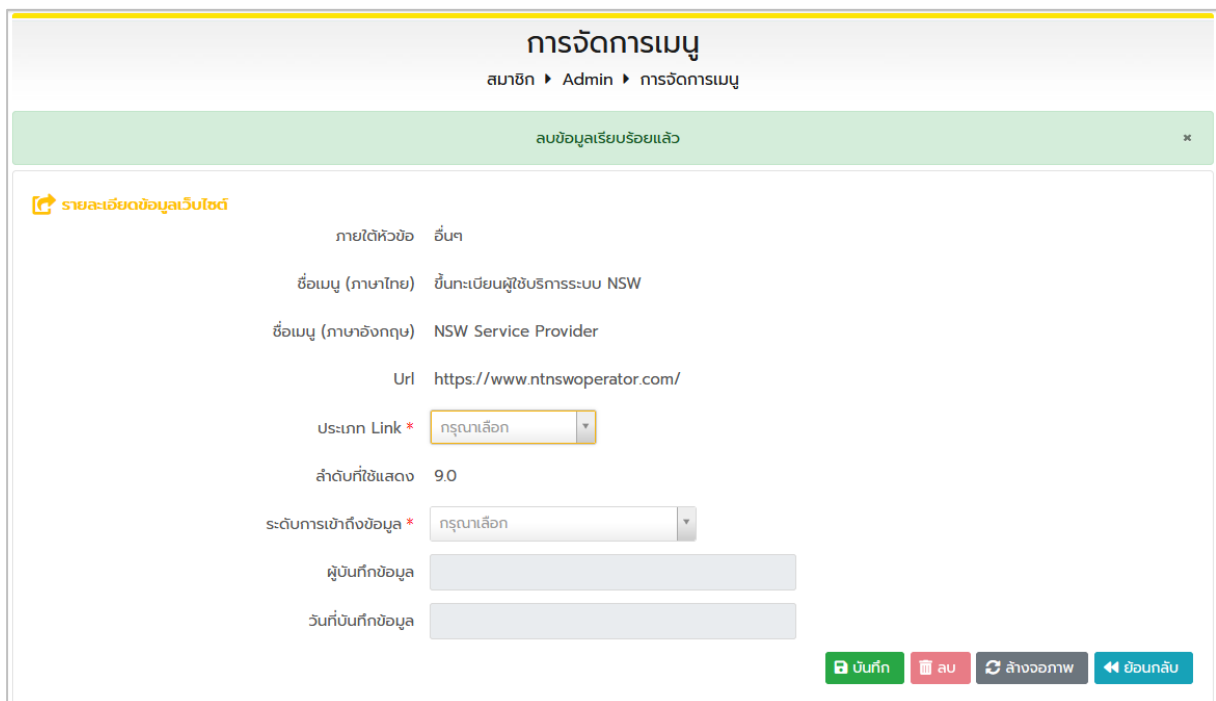 การจัดการเมนู
สมาชิก Admin การจัดการเมนู
ลบข้อมูลเรียบร้อยแล้ว ×
รายละเอียดข้อมูลเว็บไซต์
ภายใต้หัวข้อ อื่นๆ
ชื่อเมนู (ภาษาไทย) ขึ้นทะเบียนผู้ใช้บริการระบบ NSW
ชื่อเมนู (ภาษาอังกฤษ) NSW Service Provider
Url https://www.ntnswoperator.com/
ประเภท Link * กรุณาเลือก
ลำดับที่ใช้แสดง 9.0
ระดับการเข้าถึงข้อมูล * กรุณาเลือก
ผู้บันทึกข้อมูล
วันที่บันทึกข้อมูล
บันทึก ลบ ล้างจอภาพ ย้อนกลับ